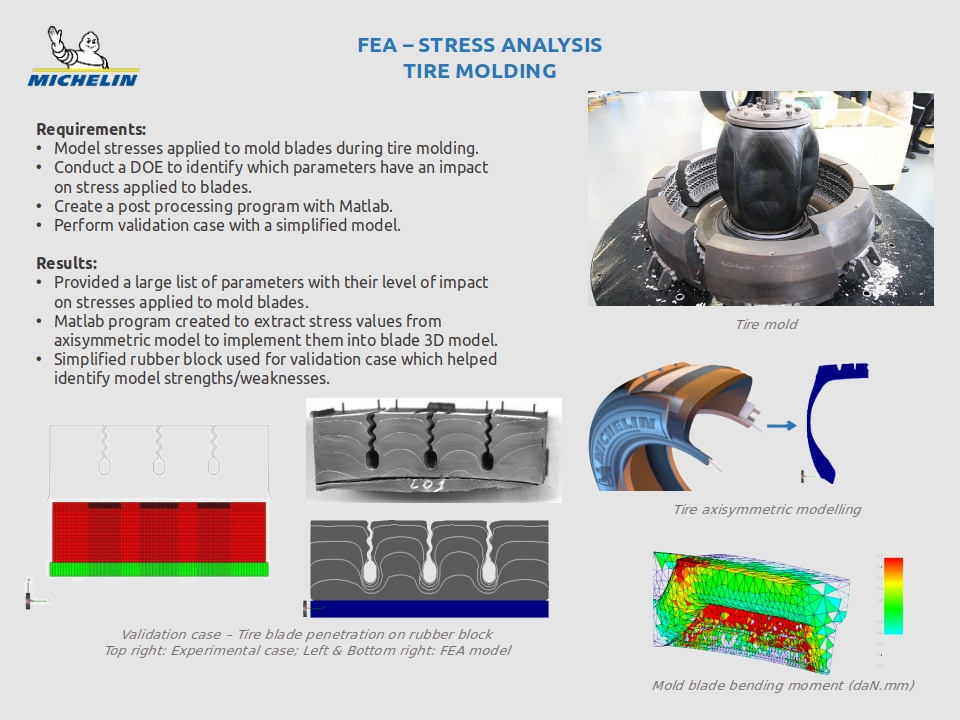 MICHELIN
FEA – STRESS ANALYSIS
TIRE MOLDING
Requirements:
• Model stresses applied to mold blades during tire molding.
• Conduct a DOE to identify which parameters have an impact
on stress applied to blades.
• Create a post processing program with Matlab.
• Perform validation case with a simplified model.
Results:
• Provided a large list of parameters with their level of impact
on stresses applied to mold blades.
• Matlab program created to extract stress values from
axisymmetric model to implement them into blade 3D model.
• Simplified rubber block used for validation case which helped
identify model strengths/weaknesses.
Tire mold
MICHELIN
Tire axisymmetric modelling
L01
Validation case – Tire blade penetration on rubber block
Top right: Experimental case; Left & Bottom right: FEA model
Mold blade bending moment (daN.mm)